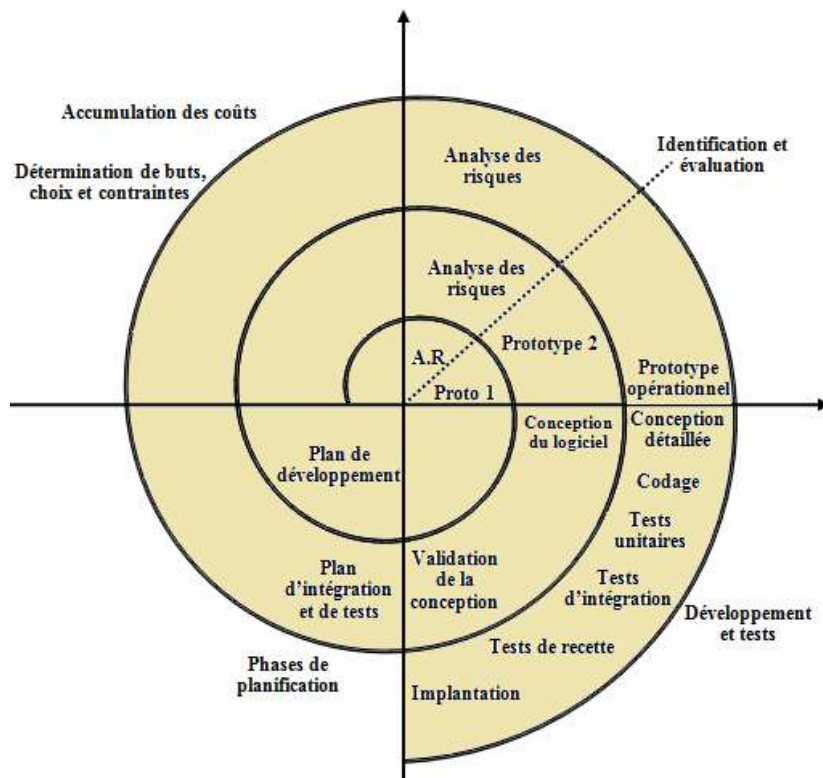 Accumulation des coûts
Détermination de buts,
choix et contraintes
Analyse des
risques
Identification et
évaluation
Analyse des
risques
A.R.
Proto 1
Prototype 2
Prototype
opérationnel
Plan de
développement
Conception
du logiciel
Conception
détaillée
Codage
Tests
unitaires
Plan
d'intégration
et de tests
Validation
de la
conception
Tests
d'intégration
Développement
et tests
Phases de
planification
Tests de recette
Implantation